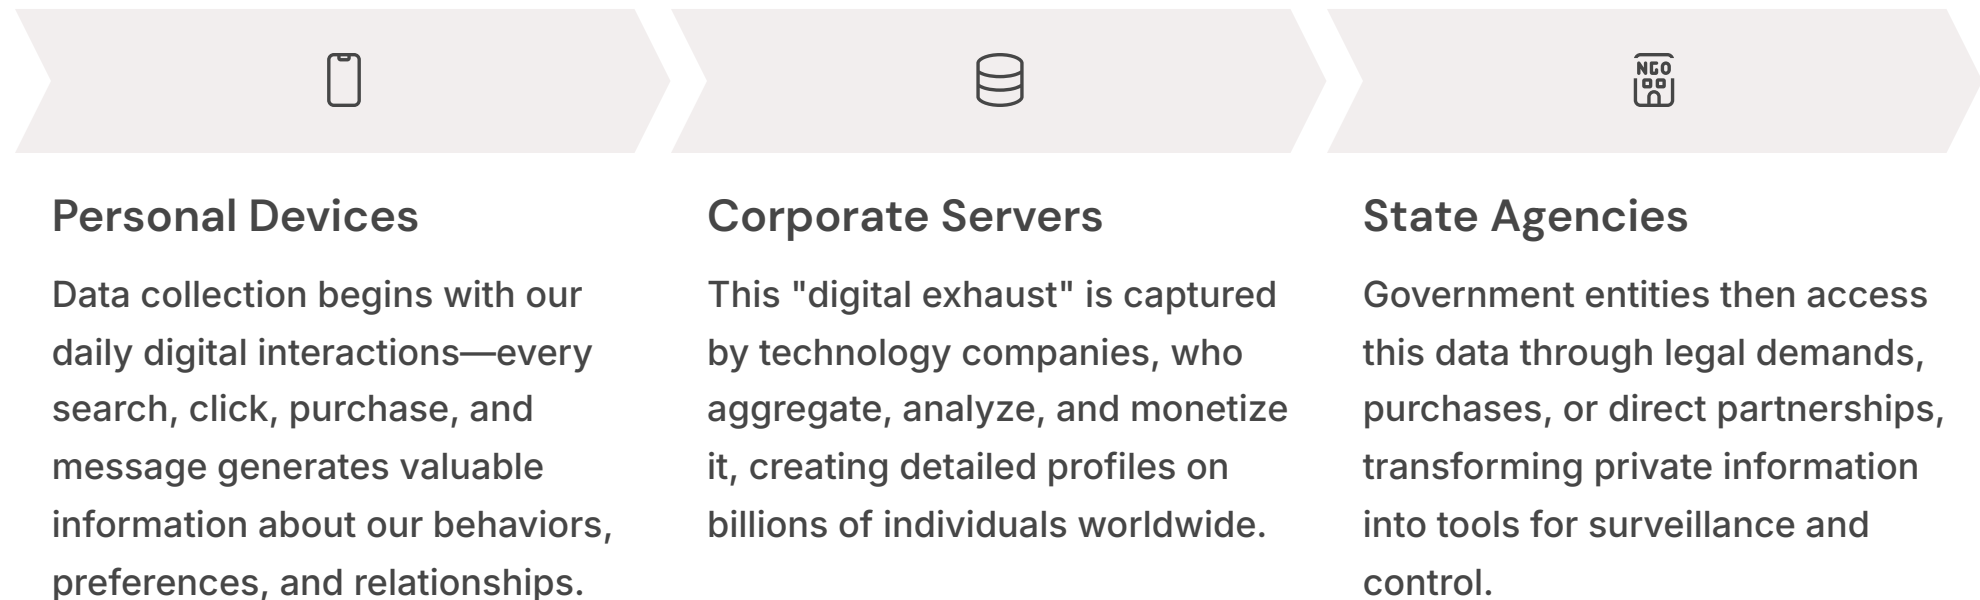 NGO
Personal Devices
Data collection begins with our
daily digital interactions—every
search, click, purchase, and
message generates valuable
information about our behaviors,
preferences, and relationships.
Corporate Servers
This "digital exhaust" is captured
by technology companies, who
aggregate, analyze, and monetize
it, creating detailed profiles on
billions of individuals worldwide.
State Agencies
Government entities then access
this data through legal demands,
purchases, or direct partnerships,
transforming private information
into tools for surveillance and
control.